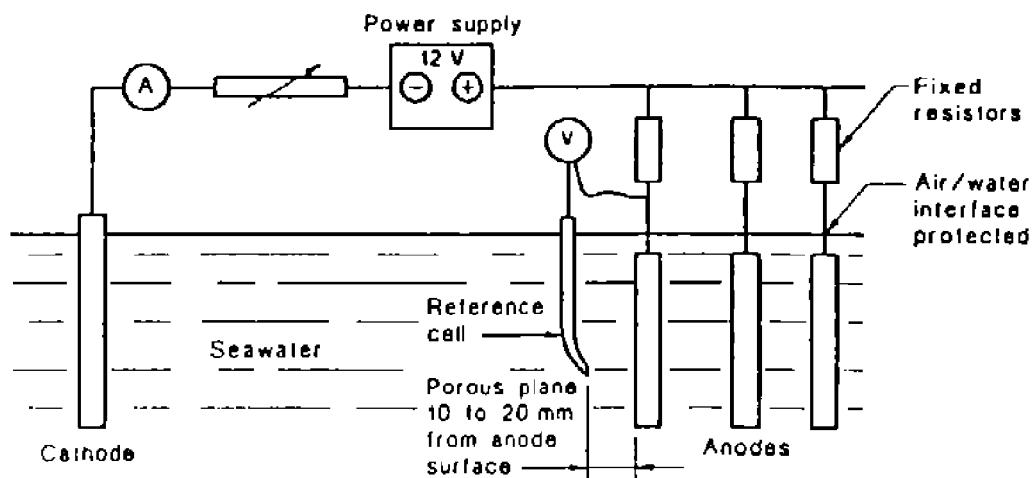 Power supply
12 V
− +
A
V
Fixed
resistors
Air/water
interface
protected
Reference
cell
Seawater
Porous plane
10 to 20 mm
from anode
surface
Cathode
Anodes